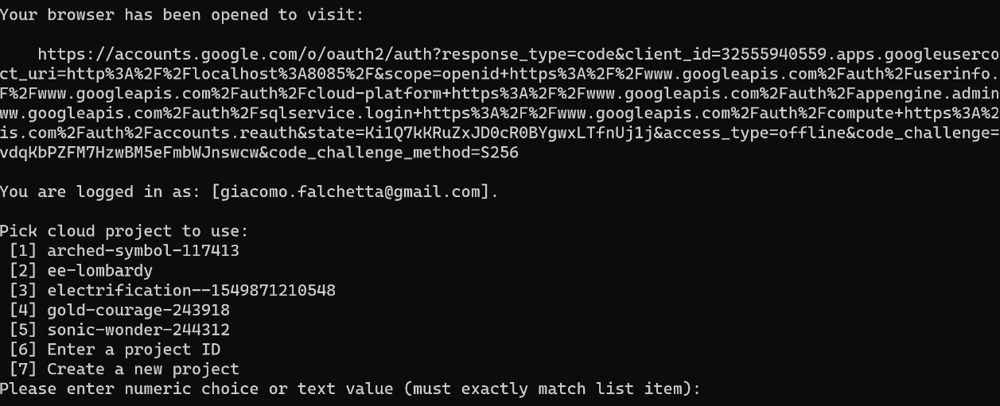 Your browser has been opened to visit:
https://accounts.google.com/o/oauth2/auth?response_type=code&client_id=32555940559.apps.googleuserco
ct_uri=http%3A%2F%2Flocalhost%3A8085%2F&scope=openid+https%3A%2F%2Fwww.googleapis.com%2Fauth%2Fuserinfo.
F%2Fwww.googleapis.com%2Fauth%2Fcloud-platform+https%3A%2F%2Fwww.googleapis.com%2Fauth%2Fappengine.admin
ww.googleapis.com%2Fauth%2Fsqlservice.login+https%3A%2F%2Fwww.googleapis.com%2Fauth%2Fcompute+https%3A%2
is.com%2Fauth%2Faccounts.reauth&state=Ki1Q7kKRuZxJD0cR0BYgwxLTfnUj1j&access_type=offline&code_challenge=
vdqKbPZFM7HzwBM5eFmbWJnswcw&code_challenge_method=S256
You are logged in as: [giacomo.falchetta@gmail.com].
Pick cloud project to use:
[1] arched-symbol-117413
[2] ee-lombardy
[3] electrification--1549871210548
[4] gold-courage-243918
[5] sonic-wonder-244312
[6] Enter a project ID
[7] Create a new project
Please enter numeric choice or text value (must exactly match list item):